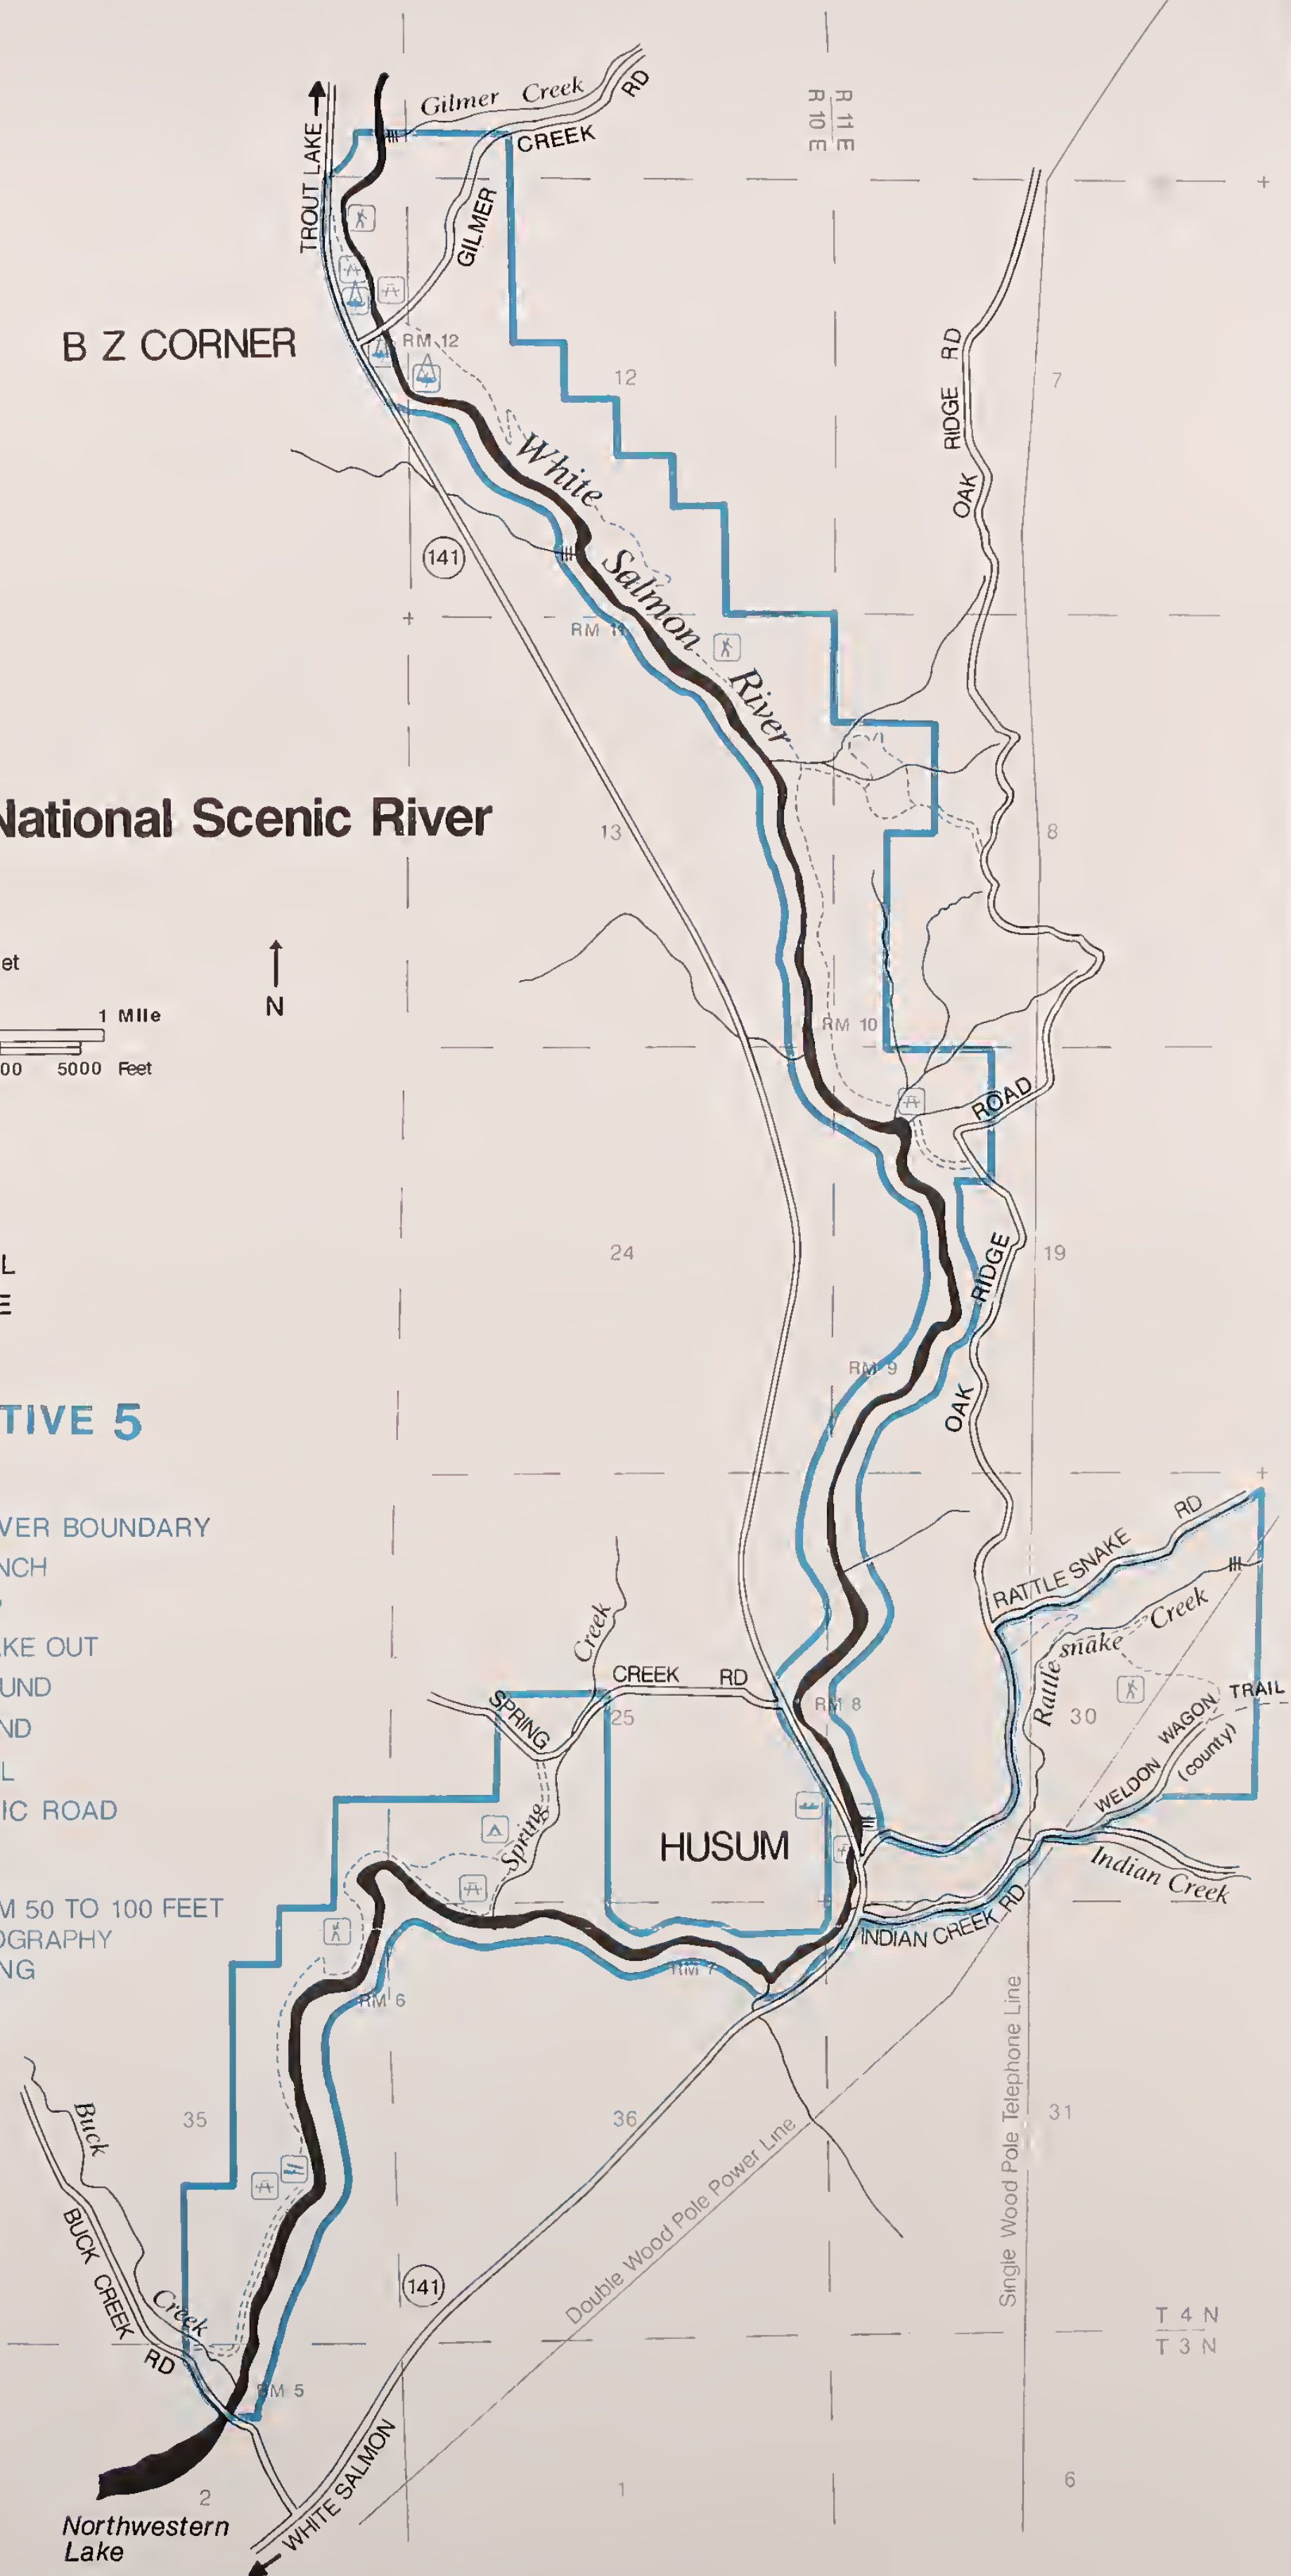 Gilmer Creek
RD
CREEK
GILMER
TROUT LAKE
R 11 E
R 10 E
B Z CORNER
RM 12
12
7
OAK RIDGE RD
White Salmon River
141
RM 11
National Scenic River
13
8
et
N
1 Mile
00 5000 Feet
RM 10
ROAD
L
E
24
19
RIDGE
OAK
RM 9
TIVE 5
VER BOUNDARY
NCH
P
KE OUT
UND
ND
L
IC ROAD
M 50 TO 100 FEET
OGRAPHY
NG
RATTLE SNAKE RD
Rattle snake Creek
Creek
SPRING CREEK RD
25
RM 8
30
WELDON WAGON TRAIL
(county)
Spring
HUSUM
Indian Creek
INDIAN CREEK RD
RM 7
RM 6
35
36
31
Buck Creek
BUCK CREEK RD
Double Wood Pole Power Line
Single Wood Pole Telephone Line
141
T 4 N
T 3 N
RM 5
WHITE SALMON
2
1
6
Northwestern
Lake